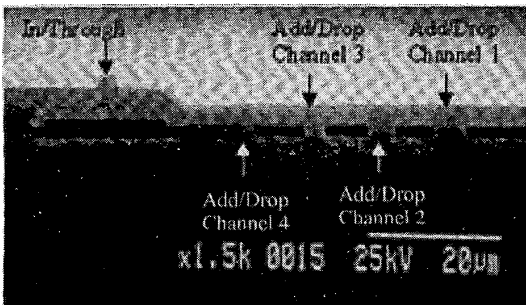 In/Through
Add/Drop
Channel 3
Add/Drop
Channel 1
Add/Drop
Channel 4
Add/Drop
Channel 2
x1.5k 0015 25kV 20µm